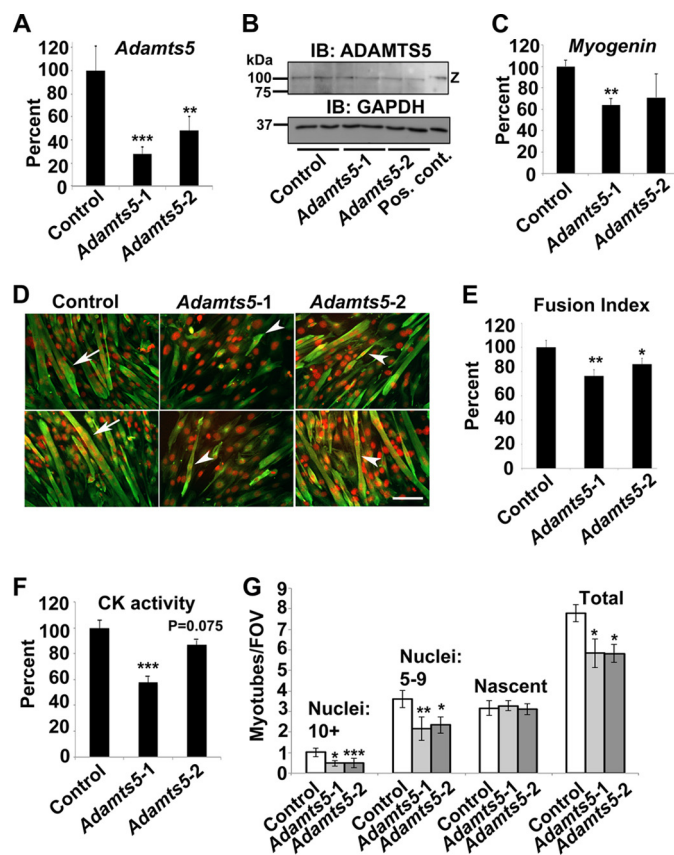 A
Adamts5
120
100
80
60
40
20
0
Percent
***
**
Control
Adamts5-1
Adamts5-2
B
IB: ADAMTS5
kDa
100
75
Z
IB: GAPDH
37
Control
Adamts5-1
Adamts5-2
Pos. cont.
C
Myogenin
120
100
80
60
40
20
0
Percent
**
Control
Adamts5-1
Adamts5-2
D
Control
Adamts5-1
Adamts5-2
E
Fusion Index
120
100
80
60
40
20
0
Percent
**
*
Control
Adamts5-1
Adamts5-2
F
CK activity
120
100
80
60
40
20
0
Percent
***
P=0.075
Control
Adamts5-1
Adamts5-2
G
9
8
7
6
5
4
3
2
1
0
Myotubes/FOV
Nuclei:
10+
*
***
Nuclei:
5-9
**
*
Nascent
Total
*
*
Control
Adamts5-1
Adamts5-2
Control
Adamts5-1
Adamts5-2
Control
Adamts5-1
Adamts5-2
Control
Adamts5-1
Adamts5-2